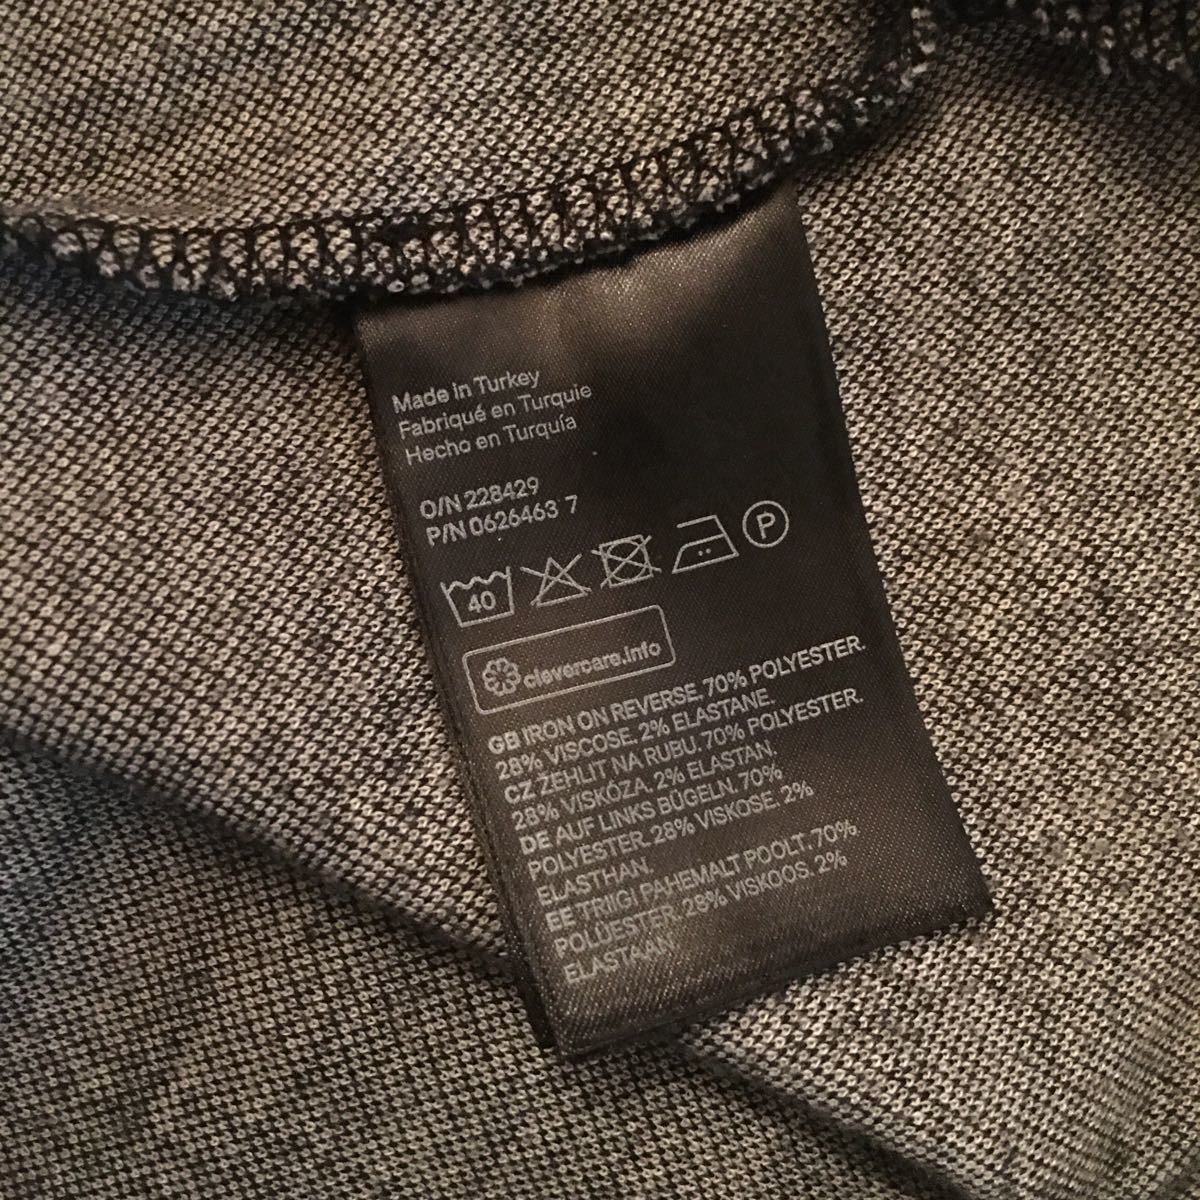 Made in Turkey
Fabriqué en Turquie
Hecho en Turquía
O/N 228429
P/N 0626463 7
40 P
clevercare.info
GB IRON ON REVERSE. 70% POLYESTER.
28% VISCOSE. 2% ELASTANE.
CZ ŽEHLIT NA RUBU. 70% POLYESTER.
28% VISKÓZA. 2% ELASTAN.
DE AUF LINKS BÜGELN. 70%
POLYESTER. 28% VISKOSE. 2%
ELASTHAN.
EE TRIIGI PAHEMALT POOLT. 70%
POLÜESTER. 28% VISKOOS. 2%
ELASTAAN.